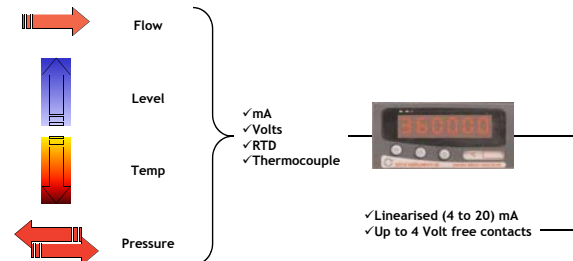 Flow
Level
Temp
Pressure
✓mA
✓Volts
✓RTD
✓Thermocouple
360000
✓Linearised (4 to 20) mA
✓Up to 4 Volt free contacts